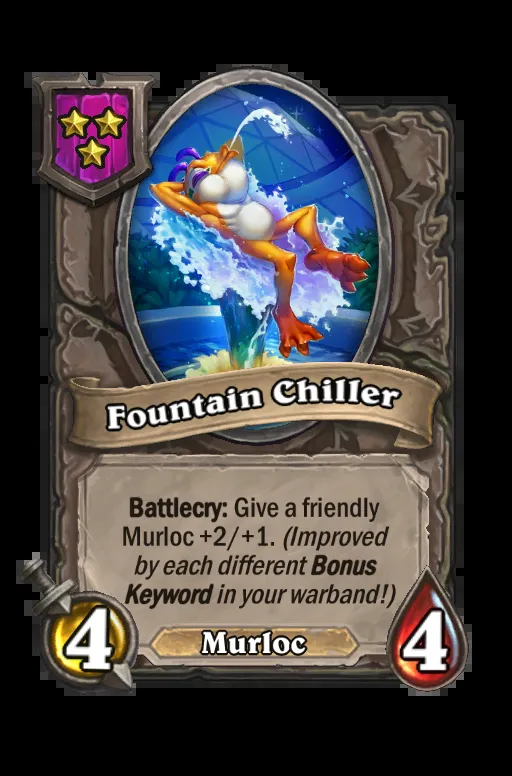 Fountain Chiller
Battlecry: Give a friendly
Murloc +2/+1. (Improved
by each different Bonus
Keyword in your warband!)
4
Murloc
4